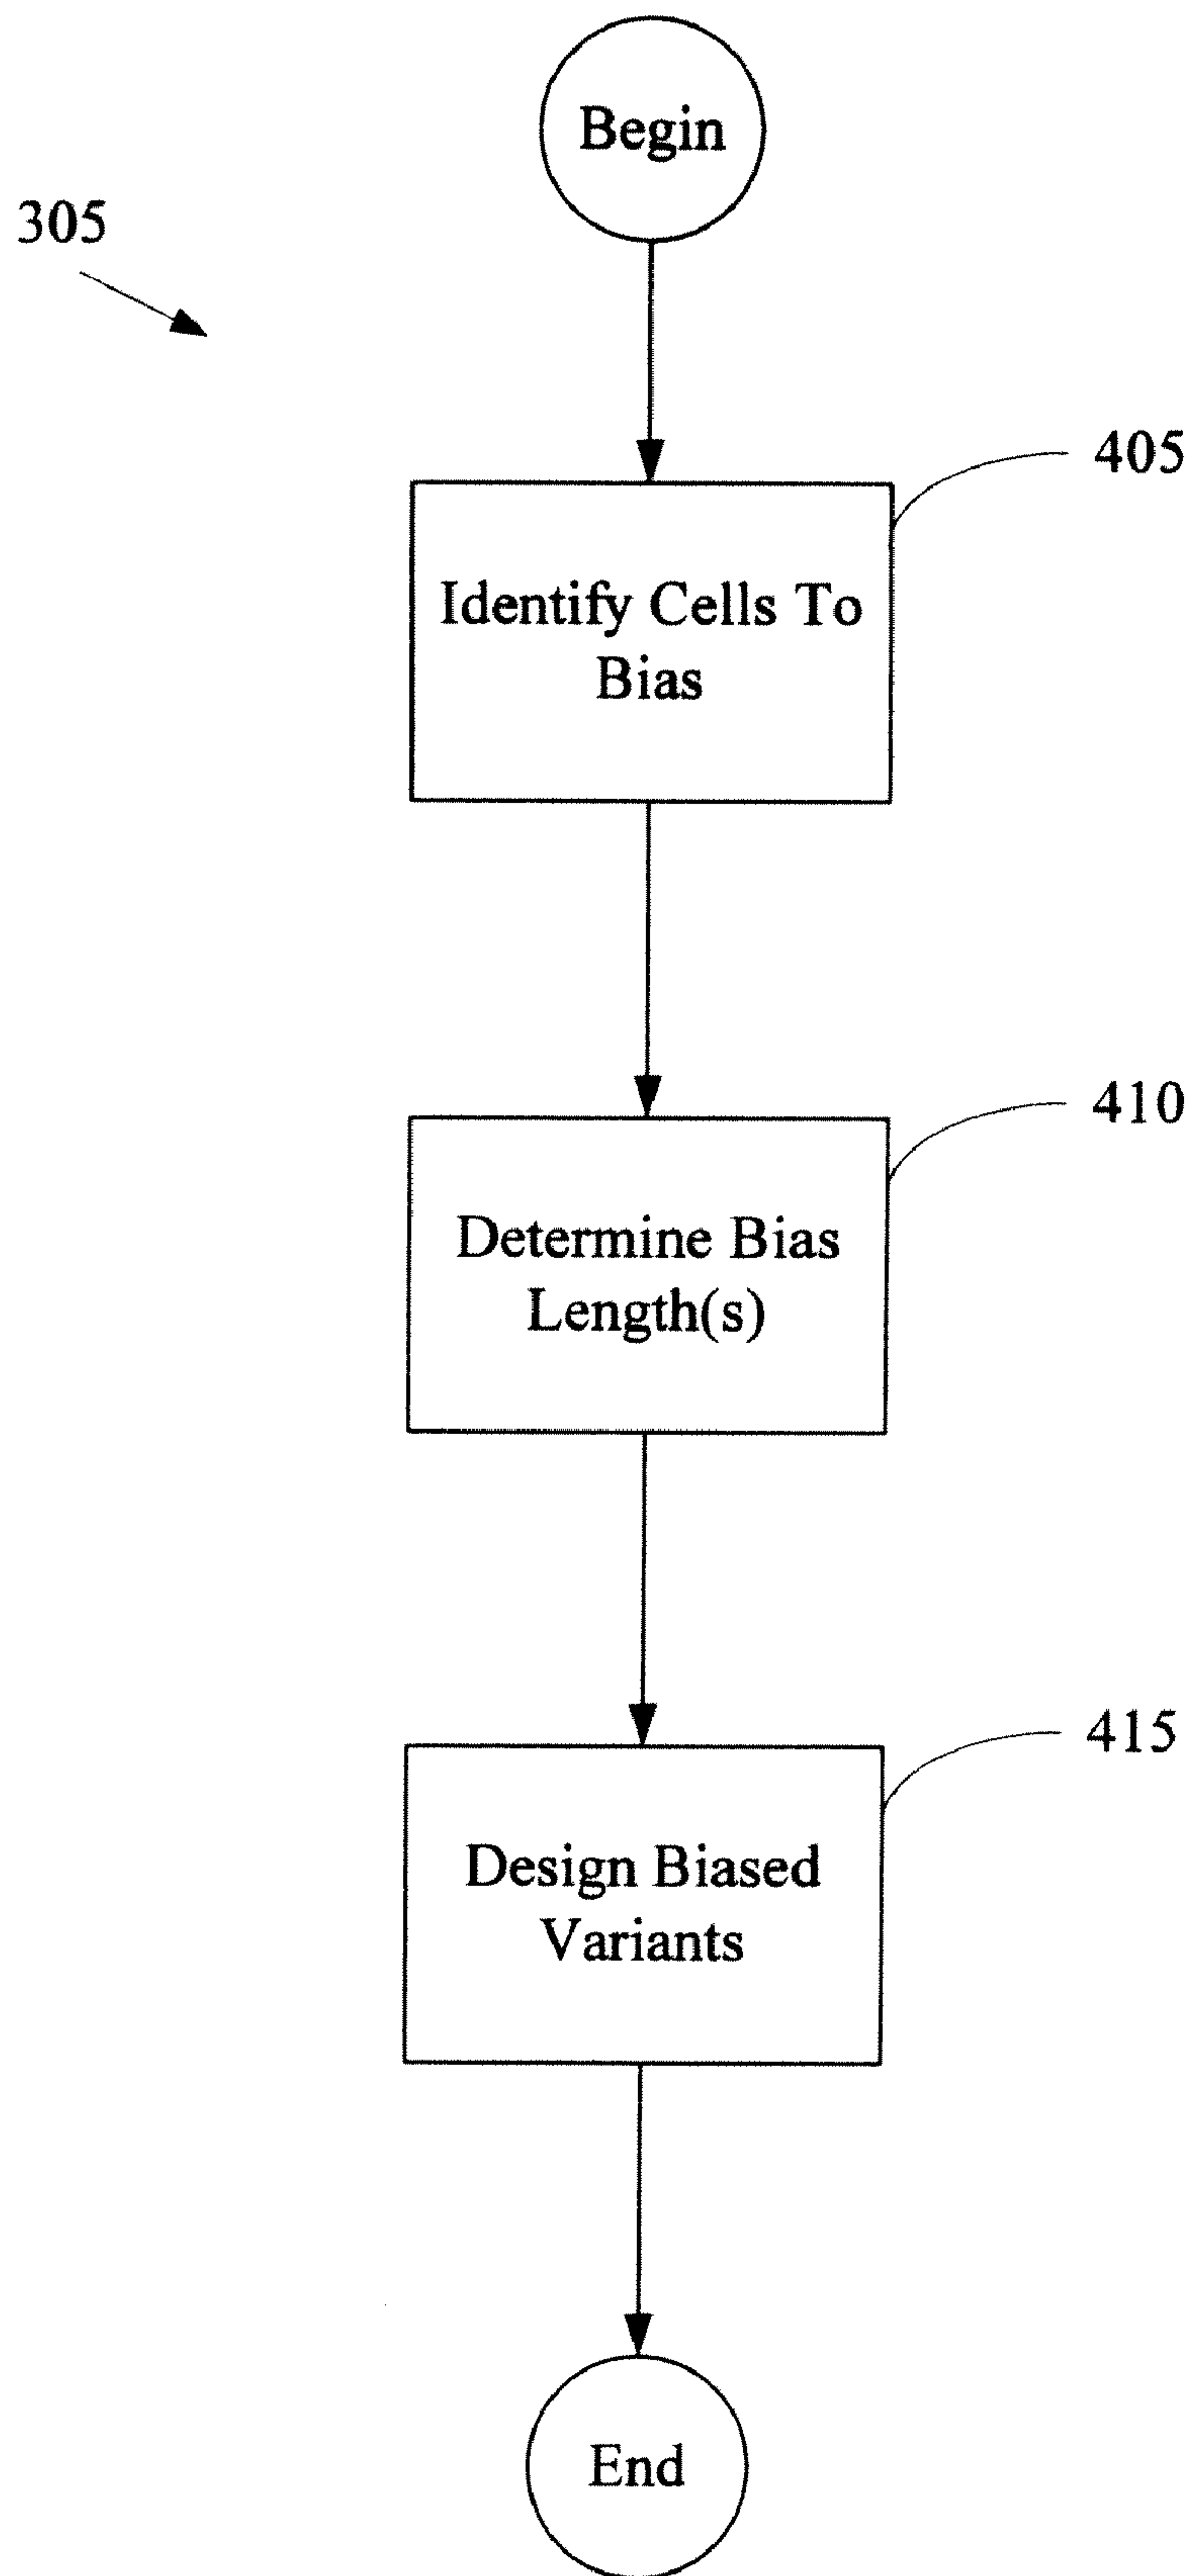 Begin
305
405
Identify Cells To
Bias
410
Determine Bias
Length(s)
415
Design Biased
Variants
End